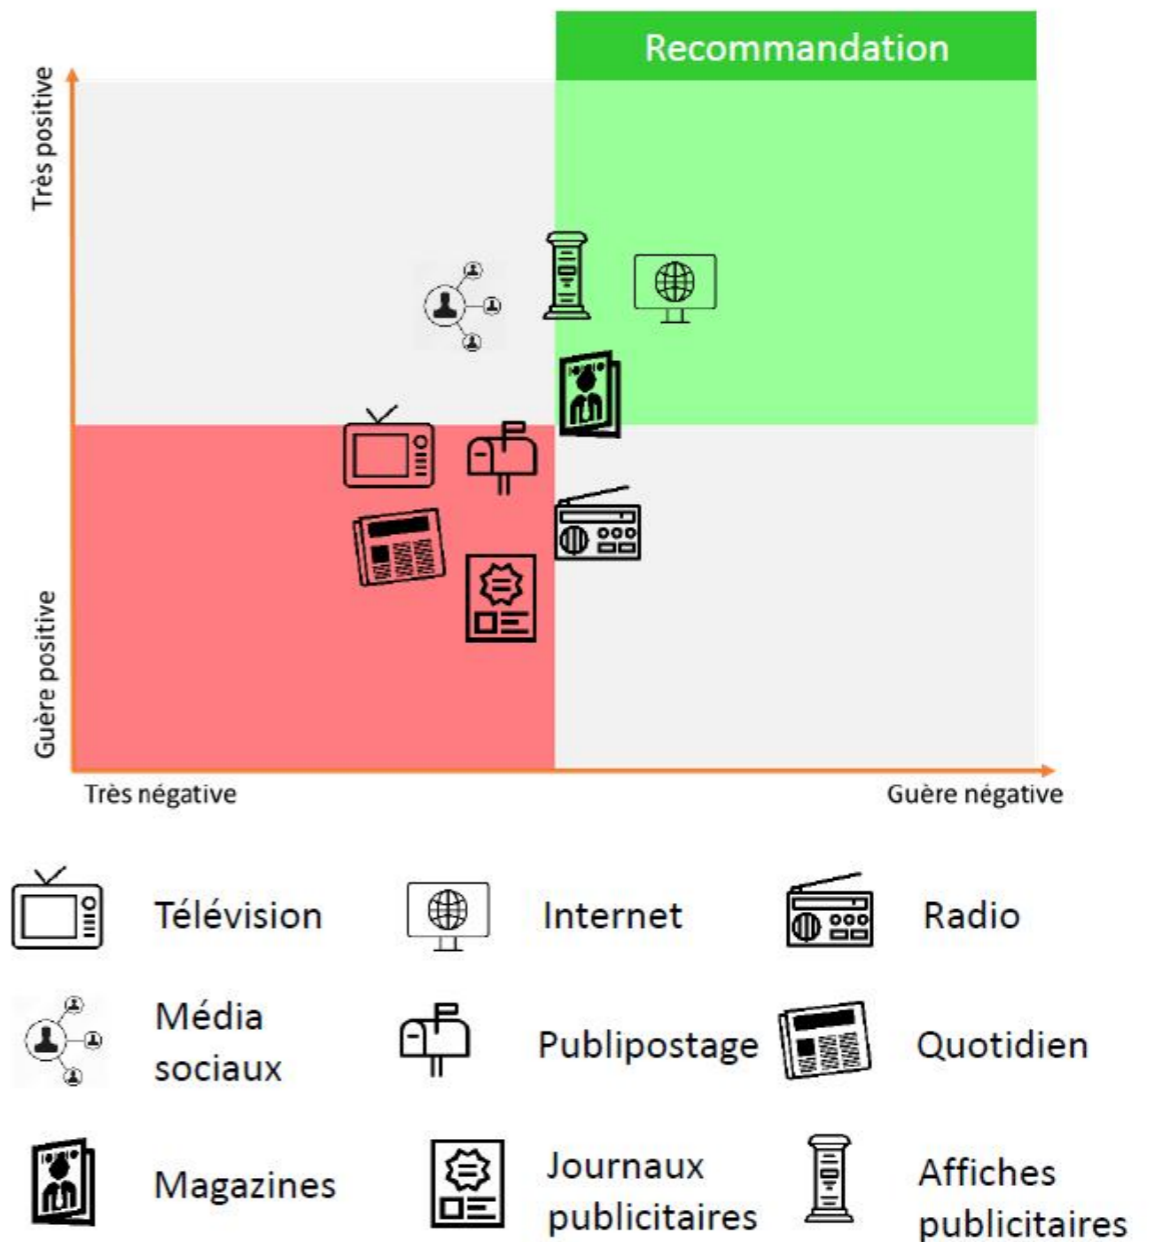 Recommandation
Très positive
Guère positive
Très négative
Guère négative
Télévision
Internet
Radio
Média
sociaux
Publipostage
Quotidien
Magazines
Journaux
publicitaires
Affiches
publicitaires